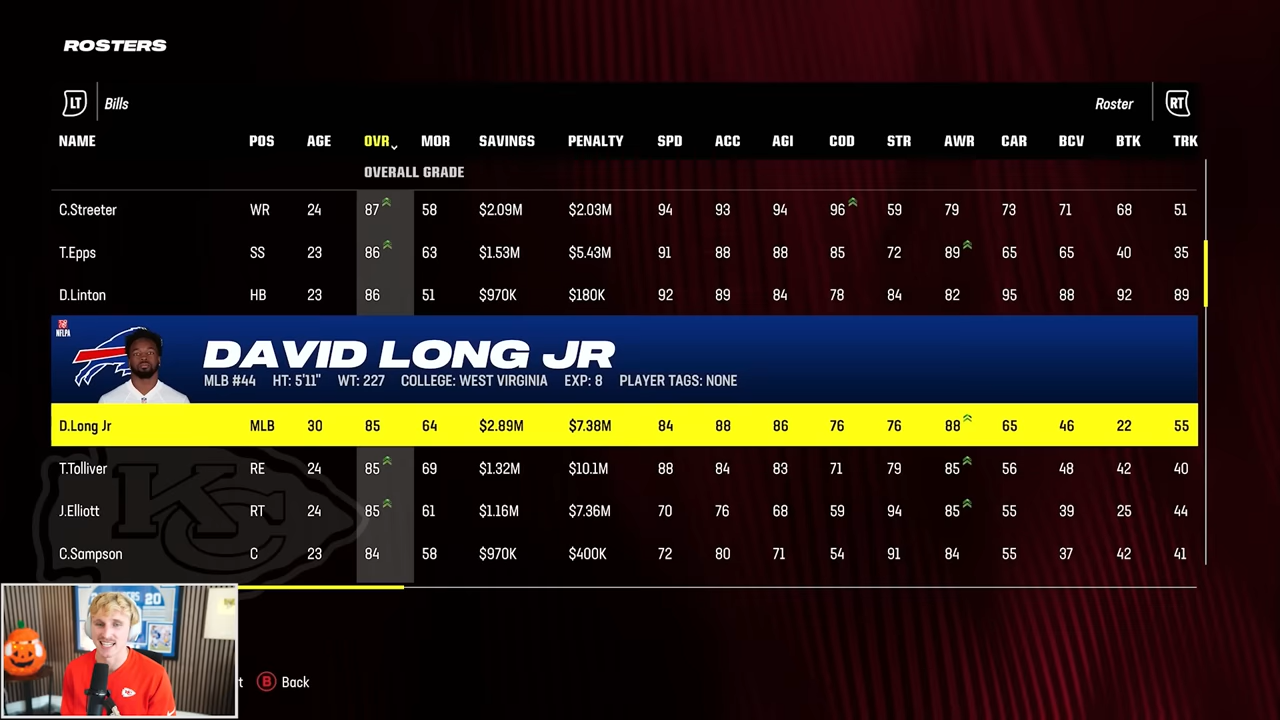 ROSTERS
LT Bills Roster RT
NAME POS AGE OVR MOR SAVINGS PENALTY SPD ACC AGI COD STR AWR CAR BCV BTK TRK
OVERALL GRADE
C.Streeter WR 24 87 58 $2.09M $2.03M 94 93 94 96 59 79 73 71 68 51
T.Epps SS 23 86 63 $1.53M $5.43M 91 88 88 85 72 89 65 65 40 35
D.Linton HB 23 86 51 $970K $180K 92 89 84 78 84 82 95 88 92 89
NFLPA
DAVID LONG JR
MLB #44 HT: 5'11" WT: 227 COLLEGE: WEST VIRGINIA EXP: 8 PLAYER TAGS: NONE
D.Long Jr MLB 30 85 64 $2.89M $7.38M 84 88 86 76 76 88 65 46 22 55
T.Tolliver RE 24 85 69 $1.32M $10.1M 88 84 83 71 79 85 56 48 42 40
J.Elliott RT 24 85 61 $1.16M $7.36M 70 76 68 59 94 85 55 39 25 44
C.Sampson C 23 84 58 $970K $400K 72 80 71 54 91 84 55 37 42 41
KC
20
t B Back